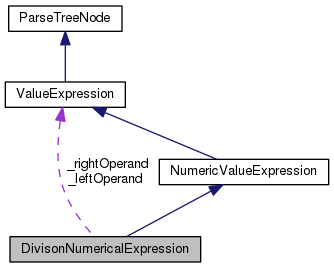 ParseTreeNode
ValueExpression
_rightOperand
_leftOperand
NumericValueExpression
DivisonNumericalExpression